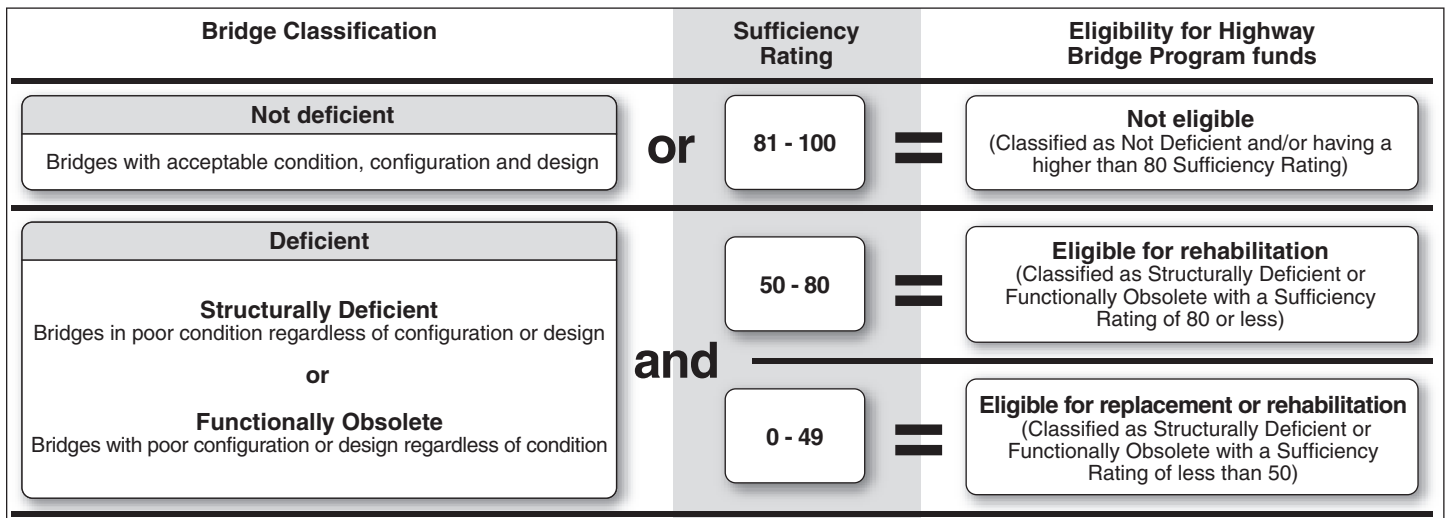 Bridge Classification
Sufficiency
Rating
Eligibility for Highway
Bridge Program funds
Not deficient
Bridges with acceptable condition, configuration and design
or
81 - 100
=
Not eligible
(Classified as Not Deficient and/or having a
higher than 80 Sufficiency Rating)
Deficient
Structurally Deficient
Bridges in poor condition regardless of configuration or design
or
Functionally Obsolete
Bridges with poor configuration or design regardless of condition
and
50 - 80
=
Eligible for rehabilitation
(Classified as Structurally Deficient or
Functionally Obsolete with a Sufficiency
Rating of 80 or less)
0 - 49
=
Eligible for replacement or rehabilitation
(Classified as Structurally Deficient or
Functionally Obsolete with a Sufficiency
Rating of less than 50)